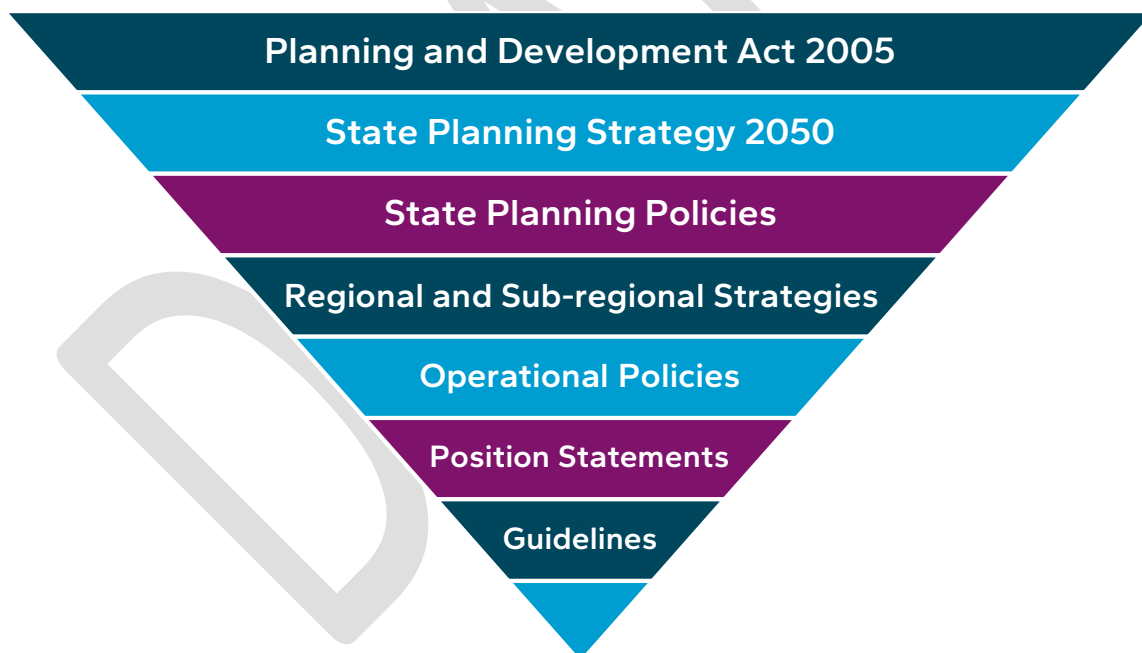 Planning and Development Act 2005
State Planning Strategy 2050
State Planning Policies
Regional and Sub-regional Strategies
Operational Policies
Position Statements
Guidelines